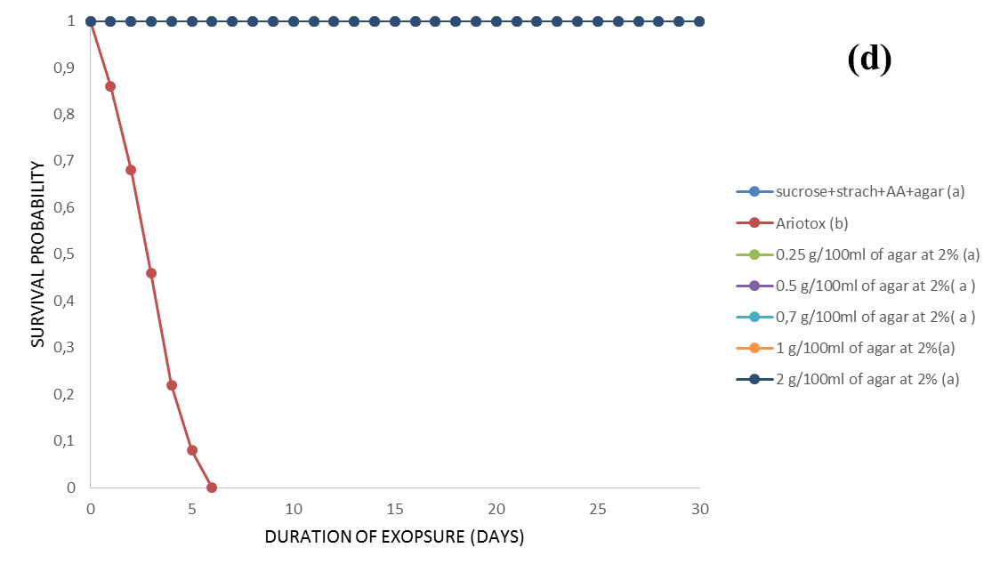 (d)
1
0,9
0,8
0,7
0,6
0,5
0,4
0,3
0,2
0,1
0
SURVIVAL PROBABILITY
0 5 10 15 20 25 30
DURATION OF EXOPSURE (DAYS)
sucrose+strach+AA+agar (a)
Ariotox (b)
0.25 g/100ml of agar at 2% (a)
0.5 g/100ml of agar at 2%( a )
0,7 g/100ml of agar at 2%( a )
1 g/100ml of agar at 2%(a)
2 g/100ml of agar at 2% (a)